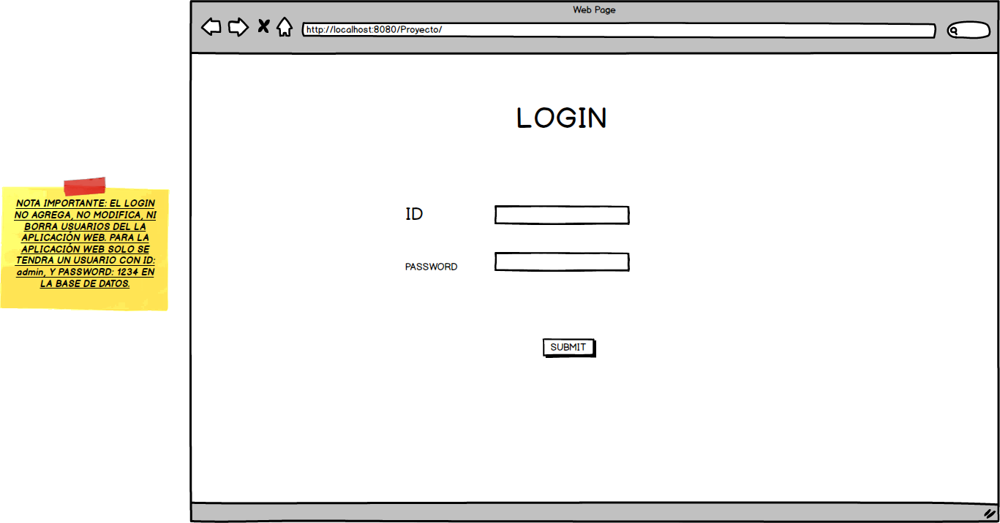 Web Page
http://localhost:8080/Proyecto/
LOGIN
NOTA IMPORTANTE: EL LOGIN
NO AGREGA, NO MODIFICA, NI
BORRA USUARIOS DEL LA
APLICACIÓN WEB. PARA LA
APLICACIÓN WEB SOLO SE
TENDRA UN USUARIO CON ID:
admin, Y PASSWORD: 1234 EN
LA BASE DE DATOS.
ID
PASSWORD
SUBMIT